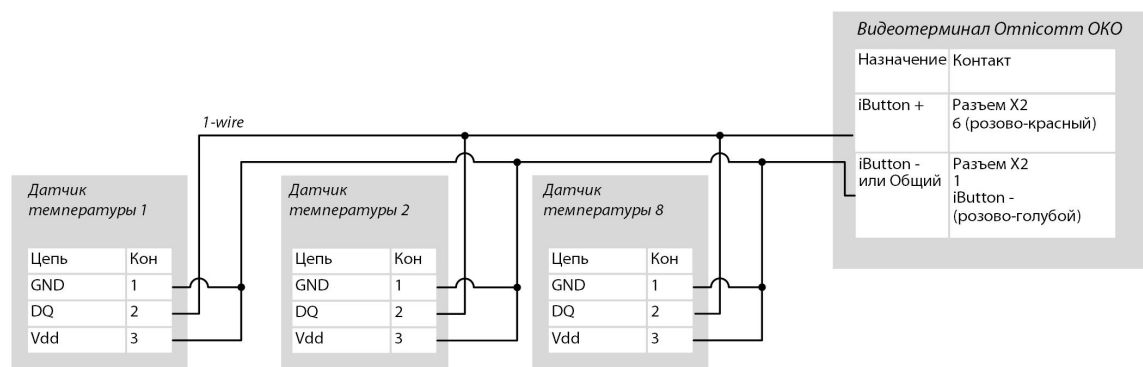 Видеотерминал Omnicomm ОКО
Назначение Контакт
iButton + Разъем X2
6 (розово-красный)
iButton - Разъем X2
или Общий 1
iButton -
(розово-голубой)
1-wire
Датчик
температуры 1
Цепь Кон
GND 1
DQ 2
Vdd 3
Датчик
температуры 2
Цепь Кон
GND 1
DQ 2
Vdd 3
Датчик
температуры 8
Цепь Кон
GND 1
DQ 2
Vdd 3